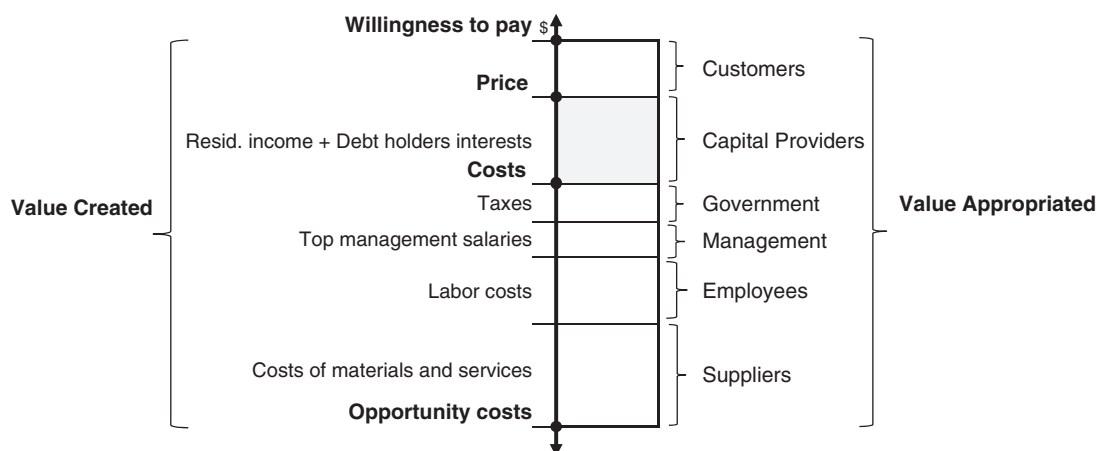 Willingness to pay $
Customers
Price
Resid. income + Debt holders interests
Capital Providers
Costs
Value Created
Taxes
Government
Value Appropriated
Top management salaries
Management
Labor costs
Employees
Costs of materials and services
Suppliers
Opportunity costs